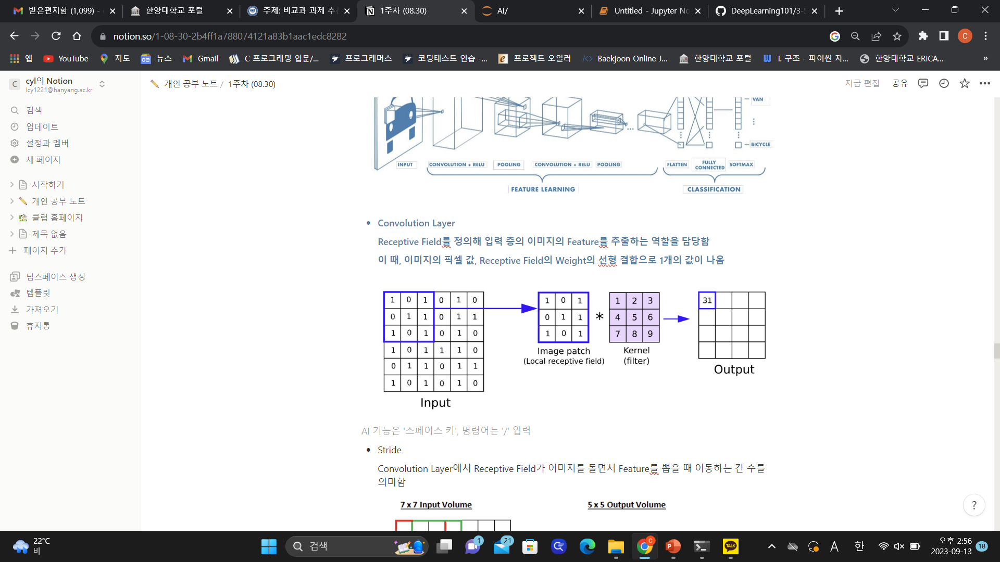 받은편지함 (1,099) -
한양대학교 포털
주제: 비교과 과제 추
1주차 (08.30)
AI/
Untitled - Jupyter No
DeepLearning101/3-
notion.so/1-08-30-2b4ff1a788074121a83b1aac1edc8282
C
앱
YouTube
지도
뉴스
Gmail
C 프로그래밍 입문/...
프로그래머스
코딩테스트 연습 -...
프로젝트 오일러
Baekjoon Online J...
한양대학교 포털
i. 구조 - 파이썬 자...
한양대학교 ERICA...
»
C
cyl의 Notion
lcy1221@hanyang.ac.kr
개인 공부 노트 / 1주차 (08.30)
지금 편집
공유
검색
업데이트
설정과 멤버
새 페이지
시작하기
개인 공부 노트
클럽 홈페이지
제목 없음
페이지 추가
팀스페이스 생성
템플릿
가져오기
휴지통
VAN
BICYCLE
INPUT
CONVOLUTION + RELU
POOLING
CONVOLUTION + RELU
POOLING
FLATTEN
FULLY
CONNECTED
SOFTMAX
FEATURE LEARNING
CLASSIFICATION
• Convolution Layer
Receptive Field를 정의해 입력 층의 이미지의 Feature를 추출하는 역할을 담당함
이 때, 이미지의 픽셀 값, Receptive Field의 Weight의 선형 결합으로 1개의 값이 나옴
1 0 1 0 1 0
0 1 1 0 1 1
1 0 1 0 1 0
1 0 1 1 1 0
0 1 1 0 1 1
1 0 1 0 1 0
Input
1 0 1
0 1 1
1 0 1
Image patch
(Local receptive field)
*
1 2 3
4 5 6
7 8 9
Kernel
(filter)
31
Output
AI 기능은 '스페이스 키', 명령어는 '/' 입력
• Stride
Convolution Layer에서 Receptive Field가 이미지를 돌면서 Feature를 뽑을 때 이동하는 칸 수를
의미함
7 x 7 Input Volume
5 x 5 Output Volume
?
22°C
비
검색
1
21
C
P
TALK
A
한
오후 2:56
2023-09-13
18